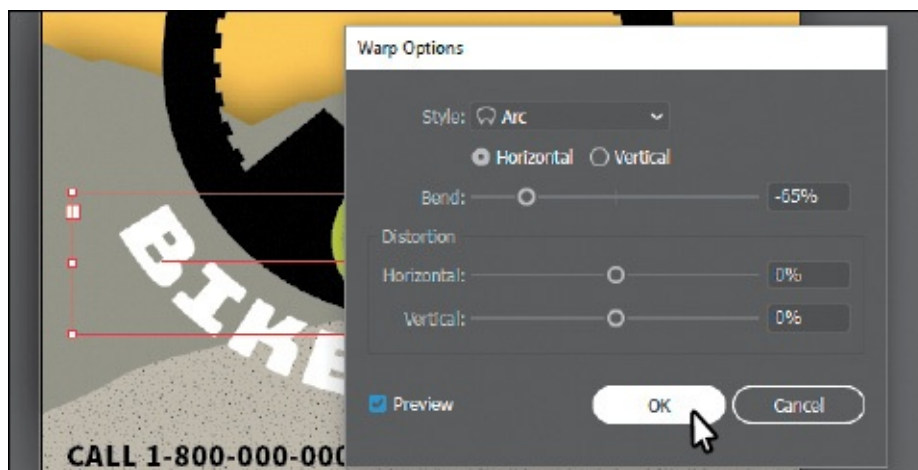 Warp Options
Style: Arc
Horizontal Vertical
Bend: -65%
Distortion
Horizontal: 0%
Vertical: 0%
Preview OK Cancel
BIKE
CALL 1-800-000-000